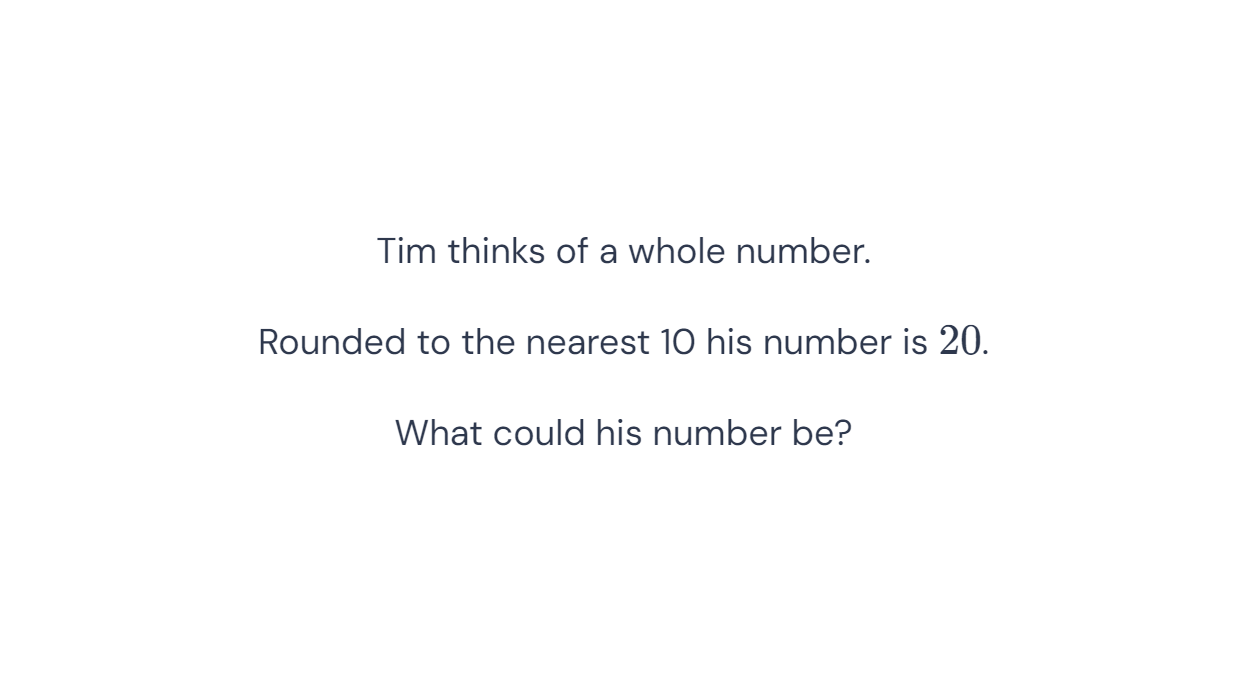 Tim thinks of a whole number.
Rounded to the nearest 10 his number is 20.
What could his number be?